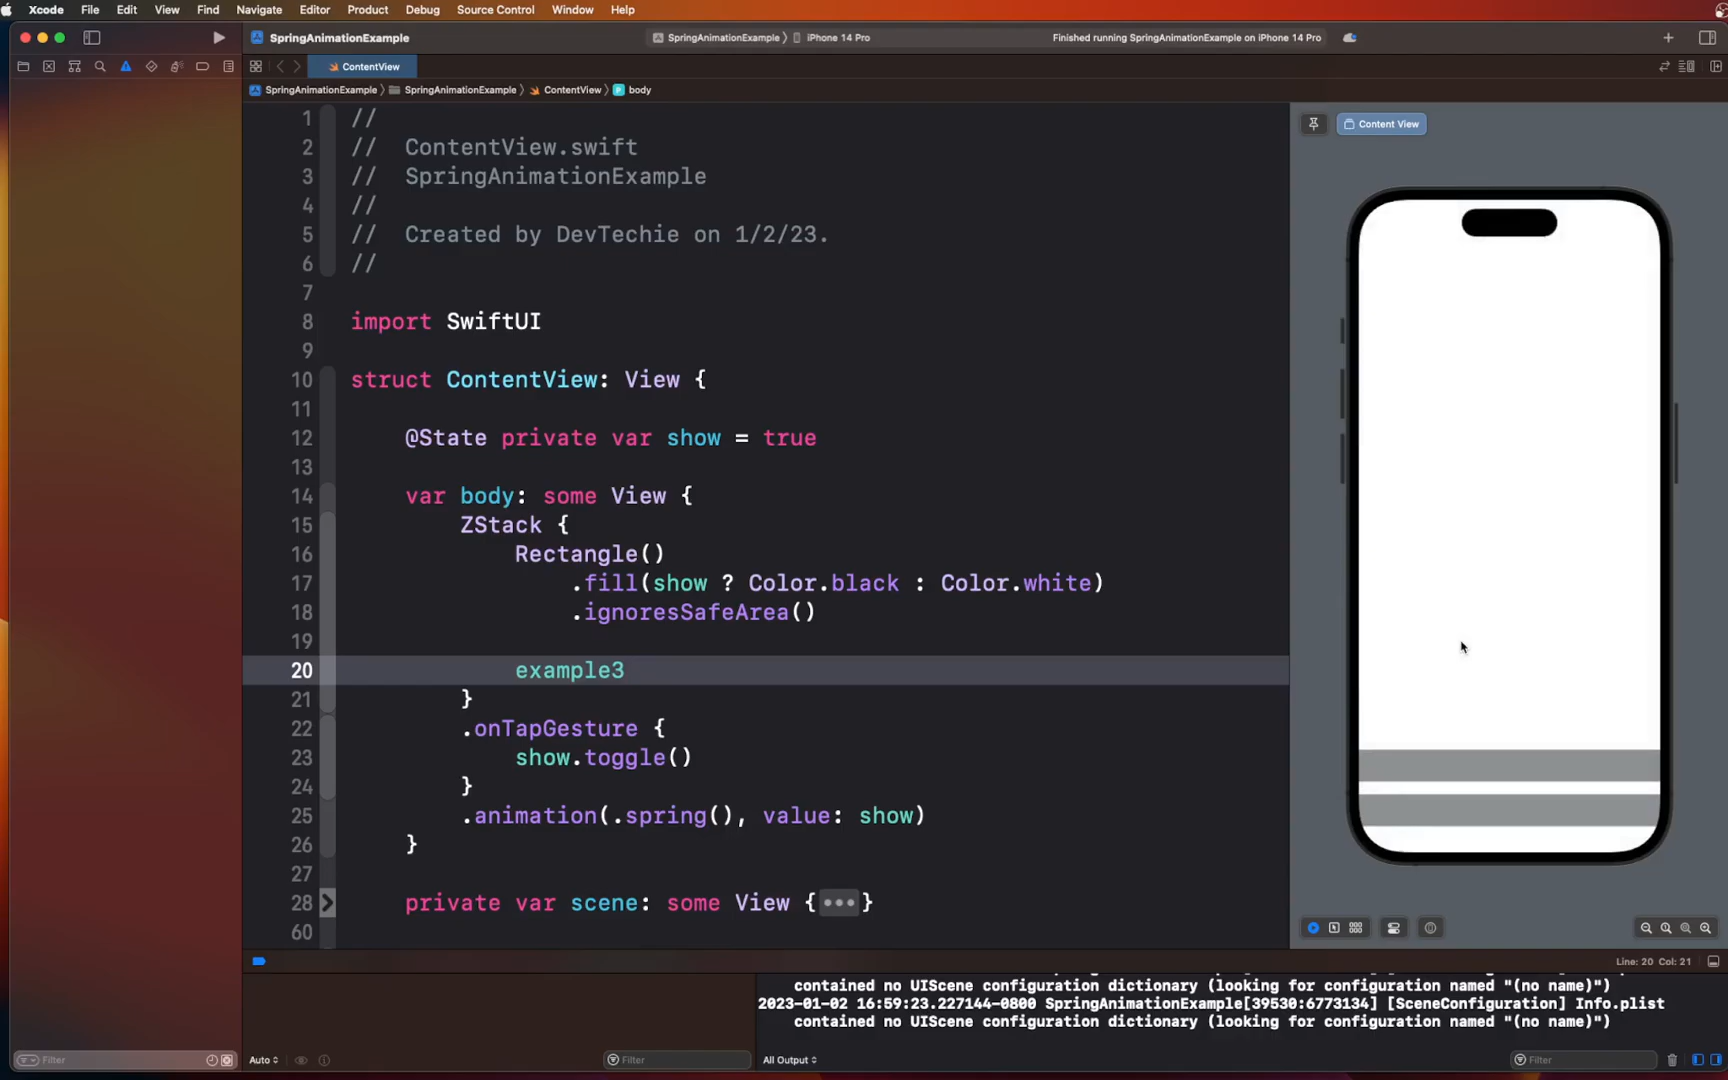 Xcode File Edit View Find Navigate Editor Product Debug Source Control Window Help
SpringAnimationExample
SpringAnimationExample iPhone 14 Pro
Finished running SpringAnimationExample on iPhone 14 Pro
ContentView
SpringAnimationExample SpringAnimationExample ContentView body
1 //
2 //  ContentView.swift
3 //  SpringAnimationExample
4 //
5 //  Created by DevTechie on 1/2/23.
6 //
7
8 import SwiftUI
9
10 struct ContentView: View {
11
12 @State private var show = true
13
14 var body: some View {
15 ZStack {
16 Rectangle()
17 .fill(show ? Color.black : Color.white)
18 .ignoresSafeArea()
19
20 example3
21 }
22 .onTapGesture {
23 show.toggle()
24 }
25 .animation(.spring(), value: show)
26 }
27
28 private var scene: some View {•••}
60
Content View
Line: 20 Col: 21
contained no UIScene configuration dictionary (looking for configuration named "(no name)")
2023-01-02 16:59:23.227144-0800 SpringAnimationExample[39530:6773134] [SceneConfiguration] Info.plist
contained no UIScene configuration dictionary (looking for configuration named "(no name)")
Filter
Auto
Filter
All Output
Filter